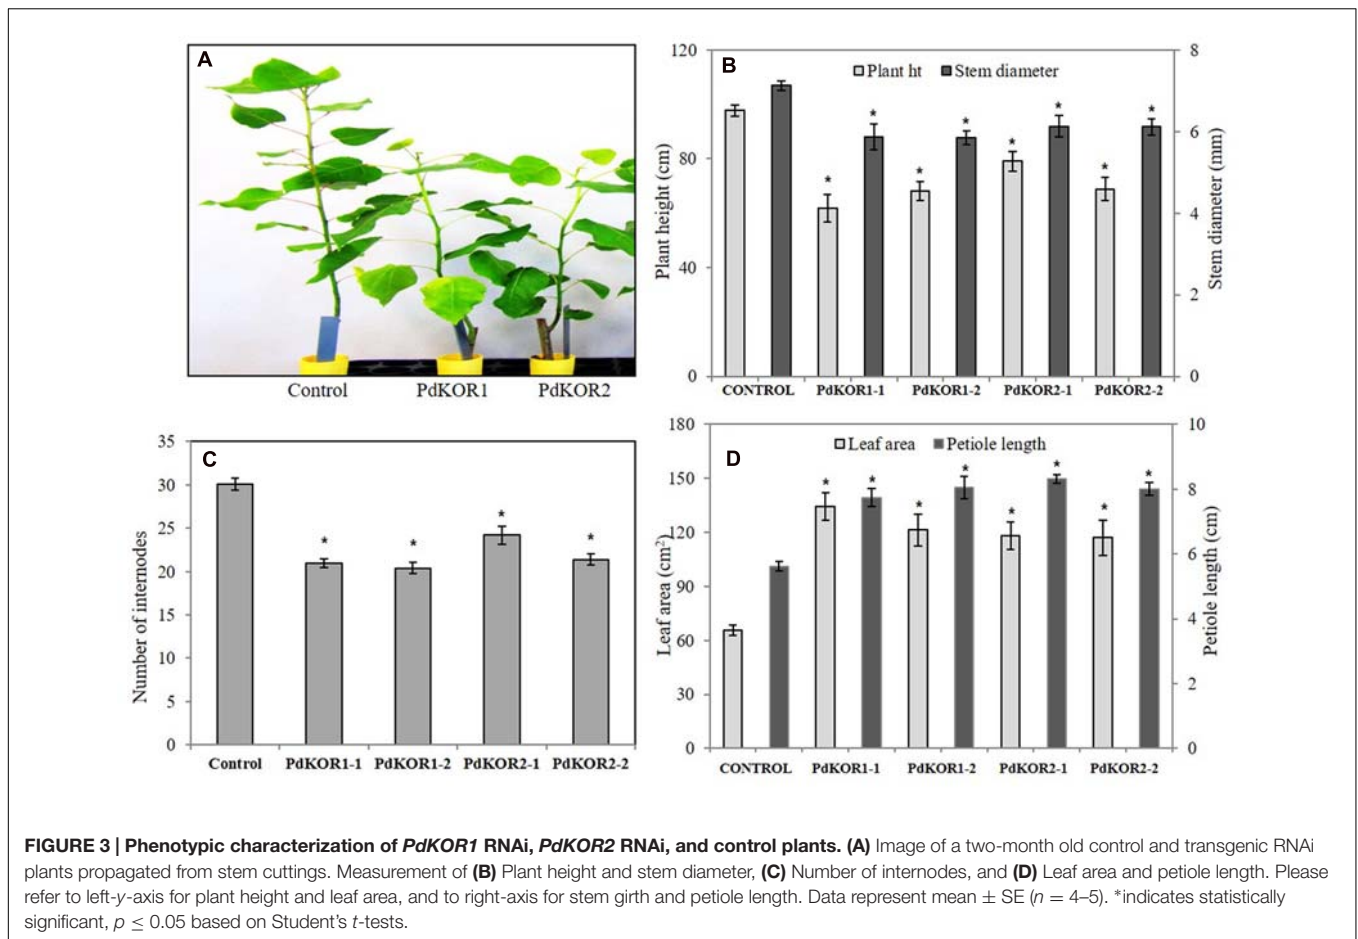 A
Control PdKOR1 PdKOR2
B
Plant ht Stem diameter
Plant height (cm)
120
80
40
0
Stem diameter (mm)
8
6
4
2
0
* * * * * * * *
CONTROL PdKOR1-1 PdKOR1-2 PdKOR2-1 PdKOR2-2
C
Number of internodes
35
30
25
20
15
10
5
0
* * * *
Control PdKOR1-1 PdKOR1-2 PdKOR2-1 PdKOR2-2
D
Leaf area Petiole length
Leaf area (cm²)
180
150
120
90
60
30
0
Petiole length (cm)
10
8
6
4
2
0
* * * * * * * *
CONTROL PdKOR1-1 PdKOR1-2 PdKOR2-1 PdKOR2-2
FIGURE 3 | Phenotypic characterization of PdKOR1 RNAi, PdKOR2 RNAi, and control plants. (A) Image of a two-month old control and transgenic RNAi
plants propagated from stem cuttings. Measurement of (B) Plant height and stem diameter, (C) Number of internodes, and (D) Leaf area and petiole length. Please
refer to left-y-axis for plant height and leaf area, and to right-axis for stem girth and petiole length. Data represent mean ± SE (n = 4–5). *indicates statistically
significant, p ≤ 0.05 based on Student's t-tests.